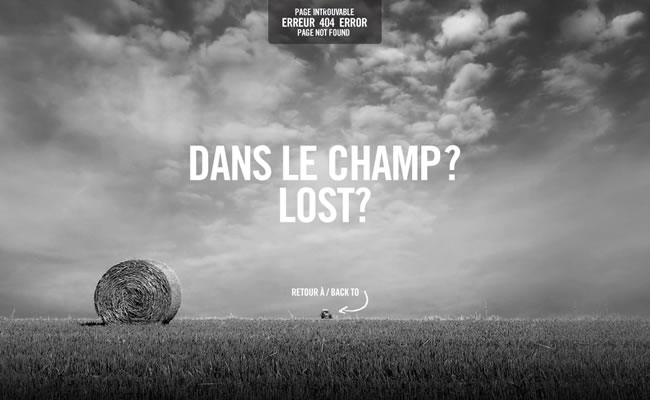 PAGE INTROUVABLE
ERREUR 404 ERROR
PAGE NOT FOUND
DANS LE CHAMP?
LOST?
RETOUR À / BACK TO